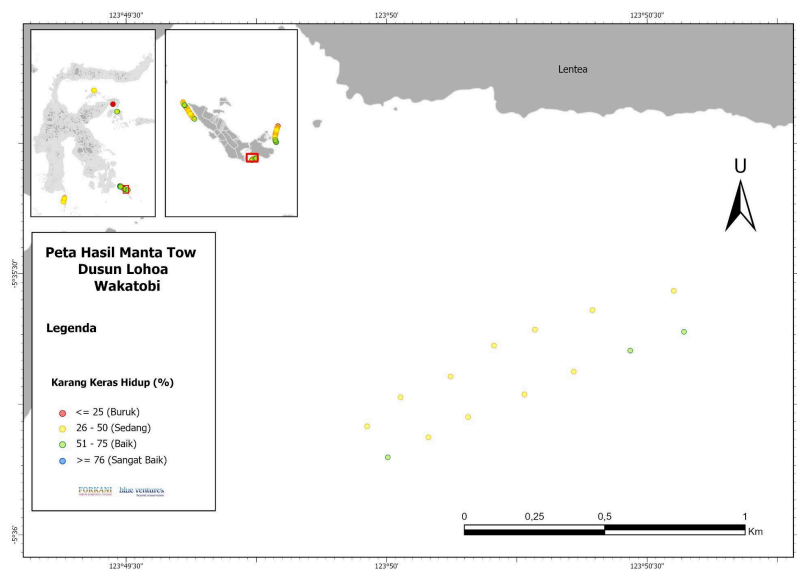 123°49'30"
123°50'
123°50'30"
Lentea
U
-5°35'30"
Peta Hasil Manta Tow
Dusun Lohoa
Wakatobi
Legenda
Karang Keras Hidup (%)
<= 25 (Buruk)
26 - 50 (Sedang)
51 - 75 (Baik)
>= 76 (Sangat Baik)
FORKANI
blue ventures
0
0,25
0,5
1
Km
-5°36'
123°49'30"
123°50'
123°50'30"